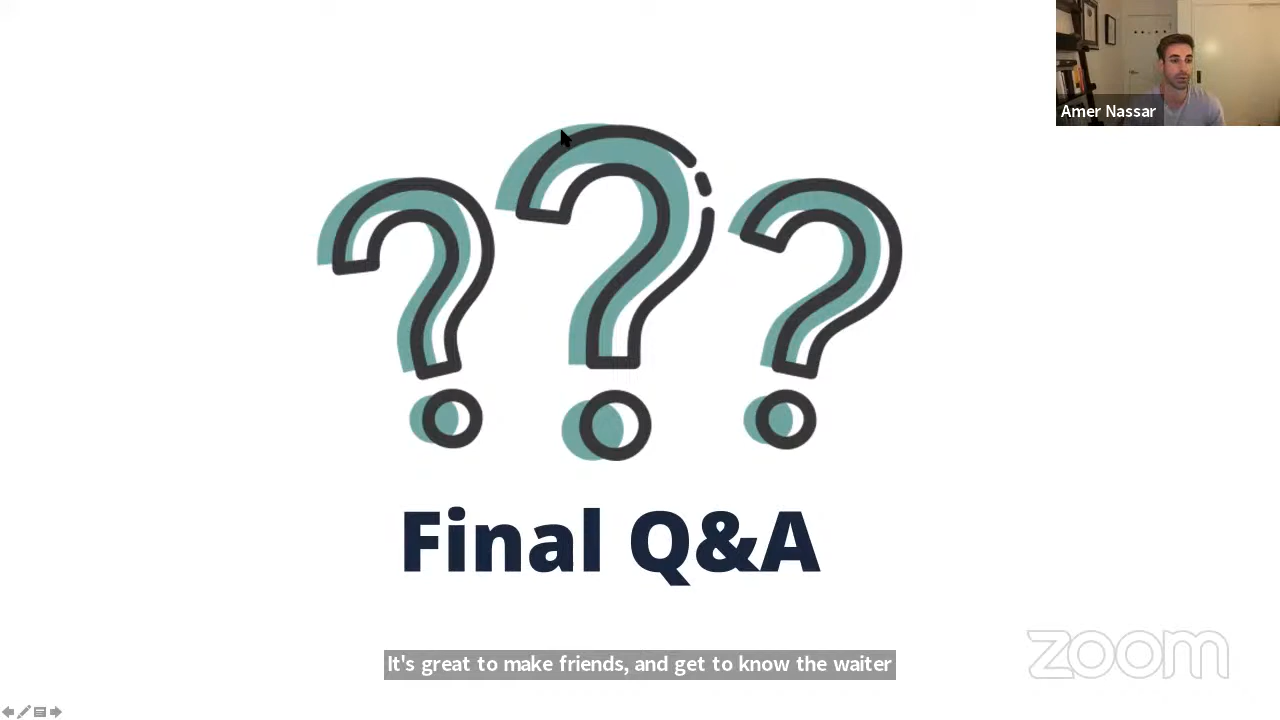 Amer Nassar
???
Final Q&A
It's great to make friends, and get to know the waiter
zoom